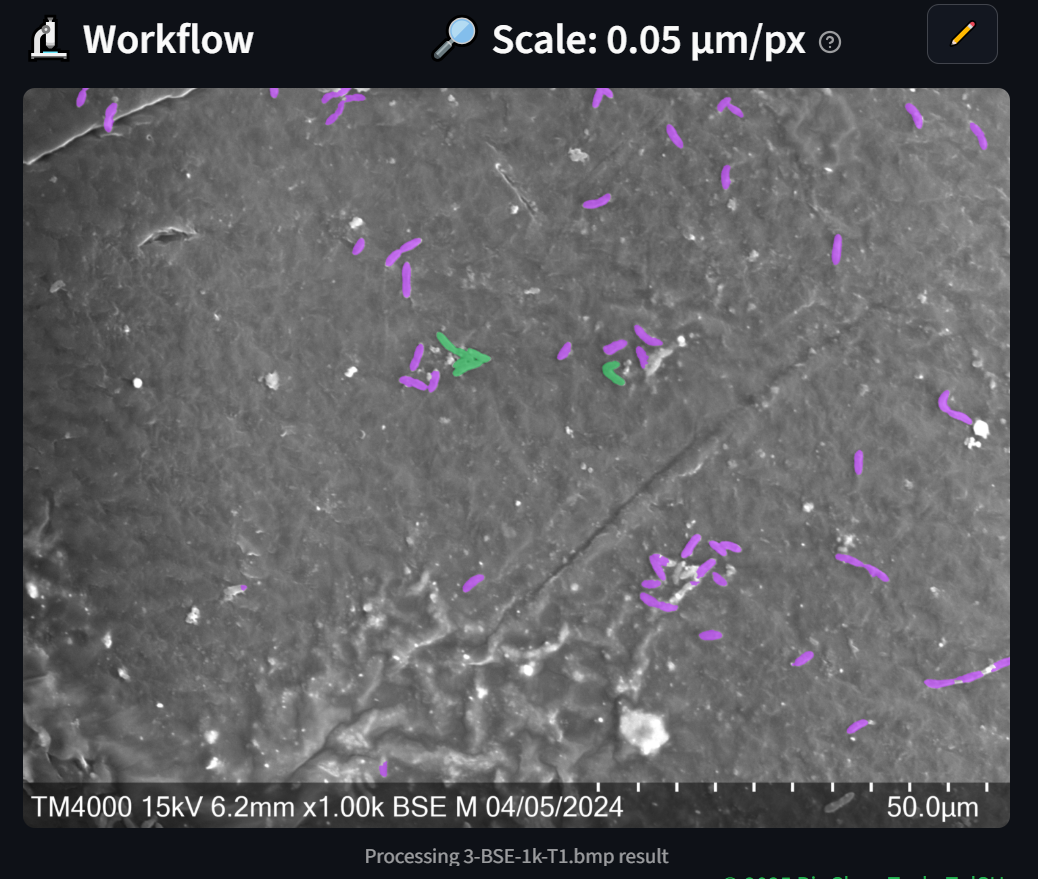 Workflow
Scale: 0.05 µm/px ?
TM4000 15kV 6.2mm x1.00k BSE M 04/05/2024 50.0µm
Processing 3-BSE-1k-T1.bmp result